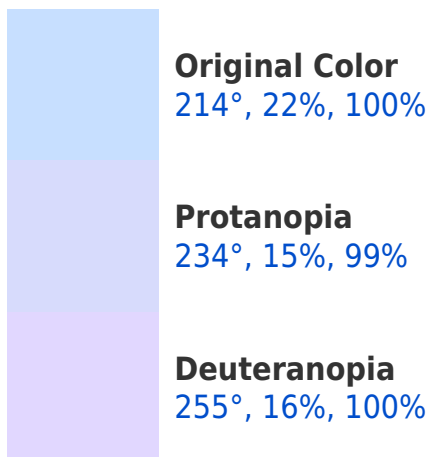 Original Color
214°, 22%, 100%
Protanopia
234°, 15%, 99%
Deuteranopia
255°, 16%, 100%